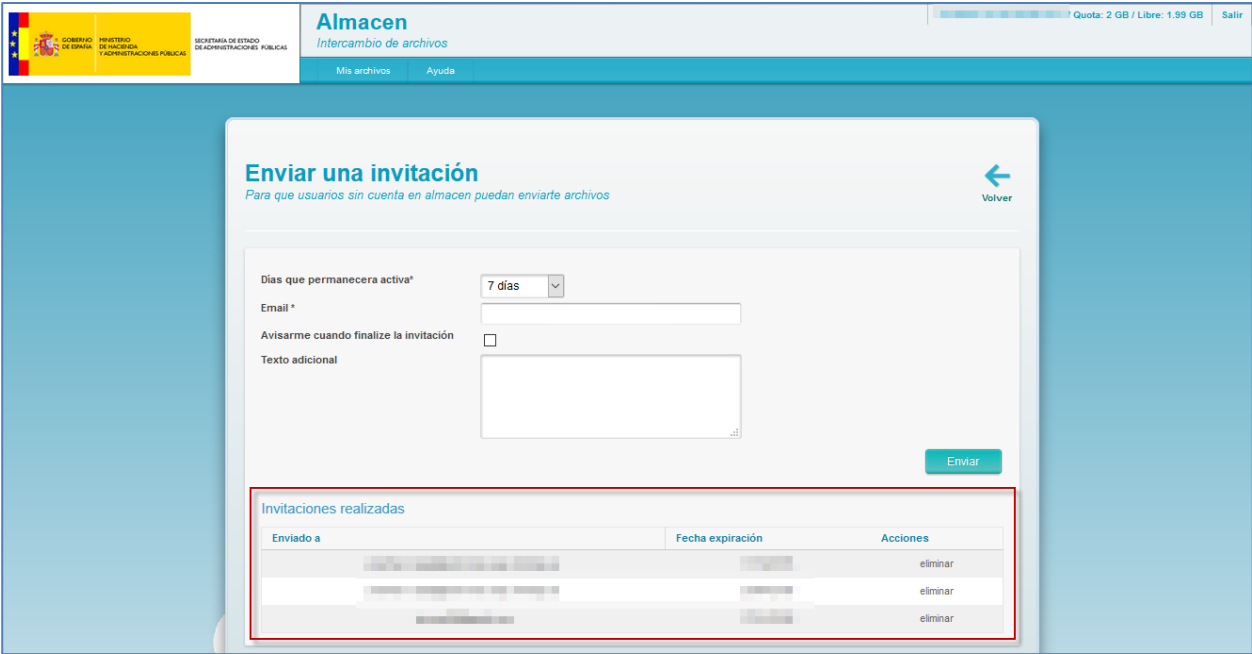 GOBIERNO DE ESPAÑA
MINISTERIO DE HACIENDA Y ADMINISTRACIONES PÚBLICAS
SECRETARÍA DE ESTADO DE ADMINISTRACIONES PÚBLICAS
Almacen
Intercambio de archivos
/ Quota: 2 GB / Libre: 1.99 GB
Salir
Mis archivos Ayuda
Enviar una invitación
Para que usuarios sin cuenta en almacen puedan enviarte archivos
Volver
Días que permanecera activa*
7 días
Email *
Avisarme cuando finalize la invitación
Texto adicional
Enviar
Invitaciones realizadas
Enviado a Fecha expiración Acciones
eliminar
eliminar
eliminar